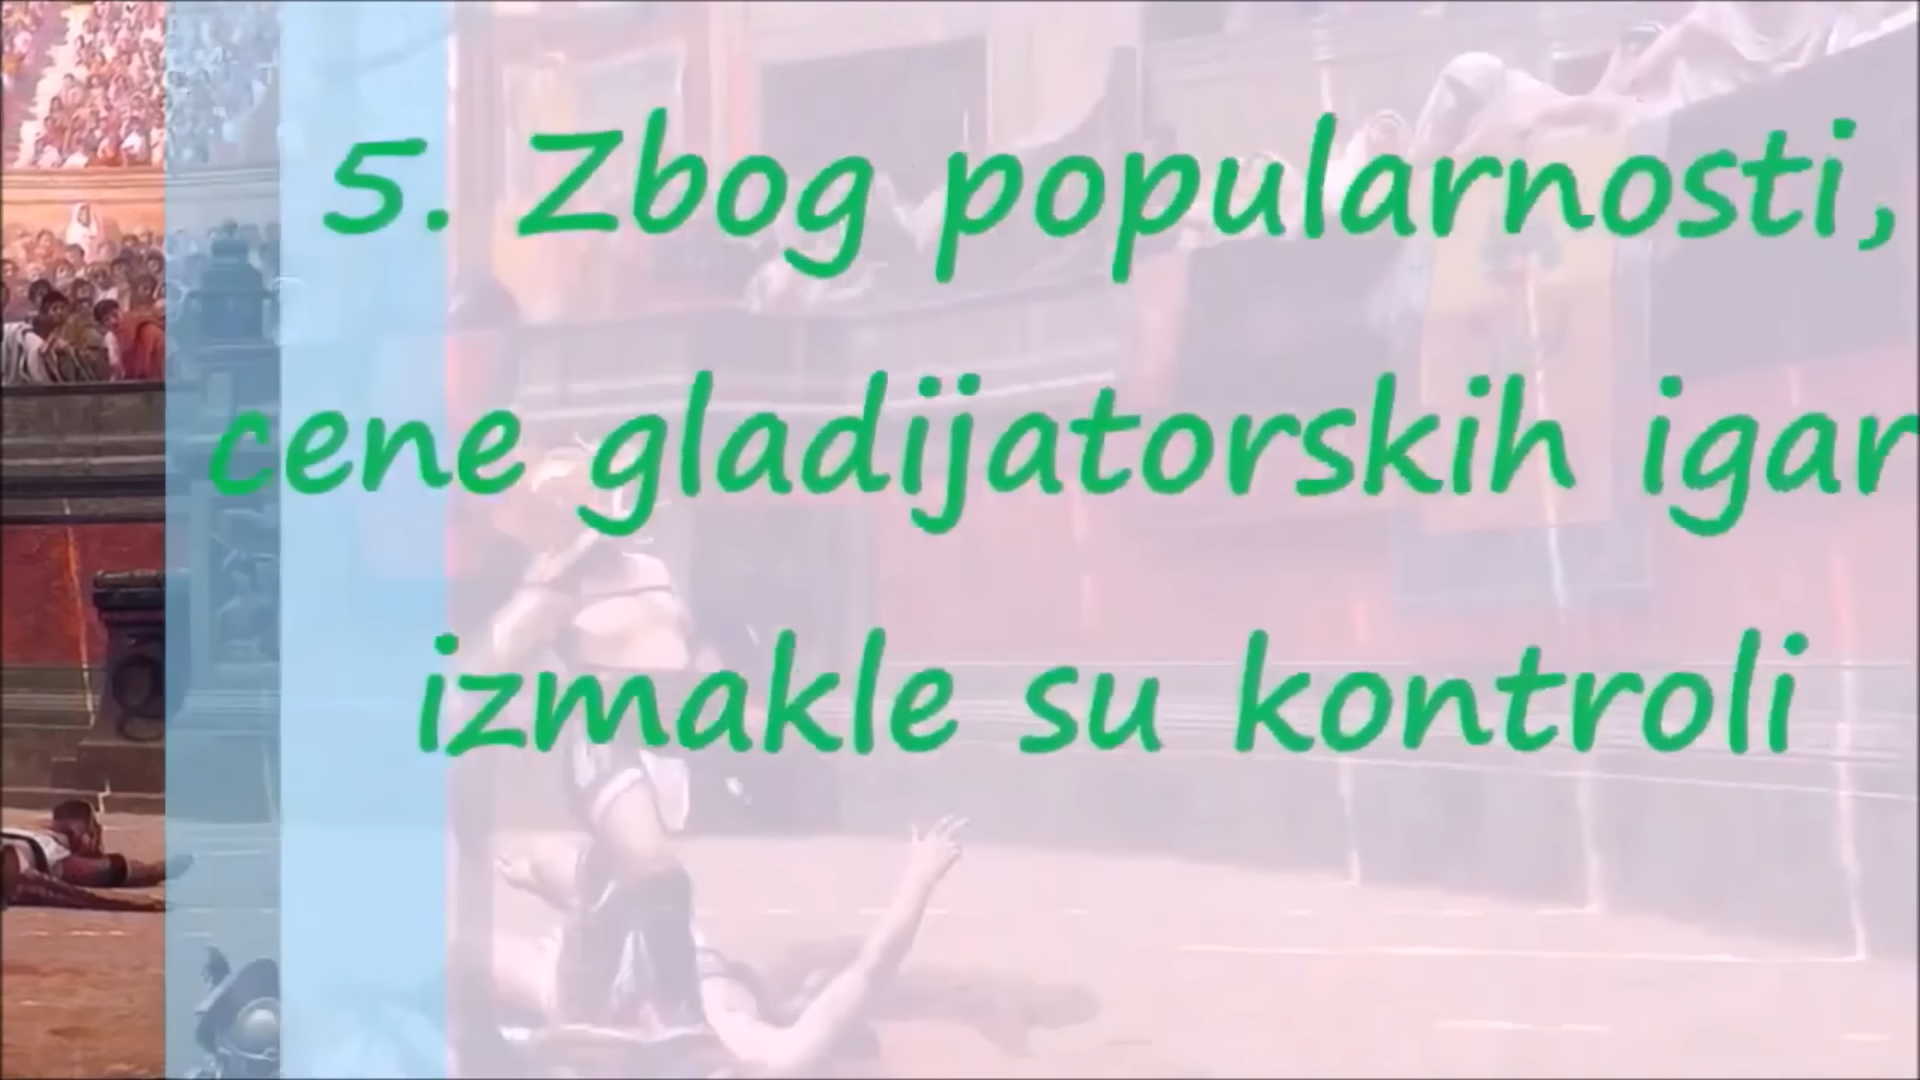 5. Zbog popularnosti,
cene gladijatorskih igar
izmakle su kontroli